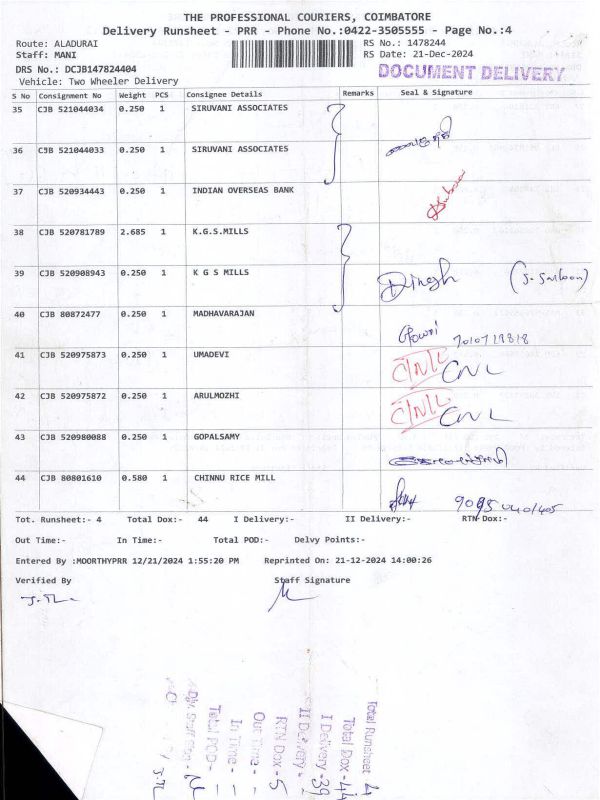 THE PROFESSIONAL COURIERS, COIMBATORE
Delivery Runsheet - PRR - Phone No.:0422-3505555 - Page No.:4
Route: ALADURAI RS No.: 1478244
Staff: MANI RS Date: 21-Dec-2024
DRS No.: DCJB147824404 DOCUMENT DELIVERY
Vehicle: Two Wheeler Delivery
S No Consignment No Weight PCS Consignee Details Remarks Seal & Signature
35 CJB 521044034 0.250 1 SIRUVANI ASSOCIATES
36 CJB 521044033 0.250 1 SIRUVANI ASSOCIATES
37 CJB 520934443 0.250 1 INDIAN OVERSEAS BANK
38 CJB 520781789 2.685 1 K.G.S.MILLS
39 CJB 520908943 0.250 1 K G S MILLS
40 CJB 80872477 0.250 1 MADHAVARAJAN Gowri
41 CJB 520975873 0.250 1 UMADEVI CNL CNL
42 CJB 520975872 0.250 1 ARULMOZHI CNL CNL
43 CJB 520980088 0.250 1 GOPALSAMY
44 CJB 80801610 0.580 1 CHINNU RICE MILL
Tot. Runsheet:- 4 Total Dox:- 44 I Delivery:- II Delivery:- RTN Dox:-
Out Time:- In Time:- Total POD:- Delvy Points:-
Entered By :MOORTHYPRR 12/21/2024 1:55:20 PM Reprinted On: 21-12-2024 14:00:26
Verified By Staff Signature
Total Runsheet 4
Total Dox - 44
I Delivery - 39
II Delivery -
RTN Dox - 5
Out Time -
In Time -
Total POD -